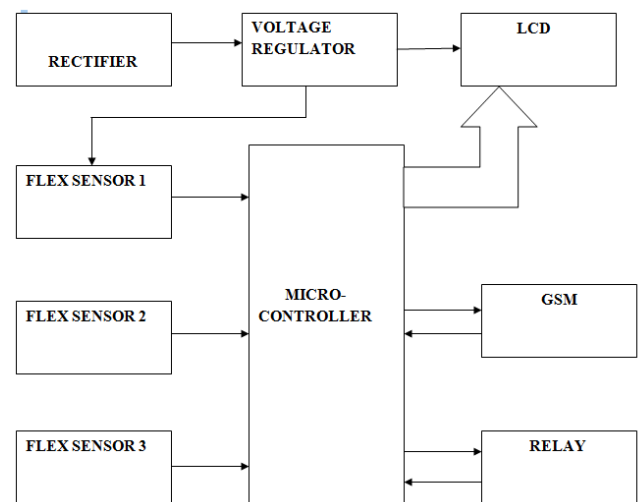 RECTIFIER
VOLTAGE
REGULATOR
LCD
FLEX SENSOR 1
FLEX SENSOR 2
MICRO-
CONTROLLER
GSM
FLEX SENSOR 3
RELAY